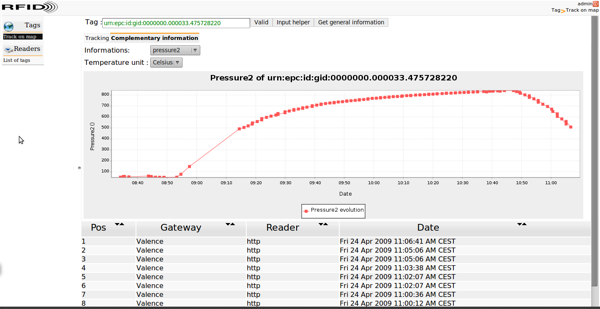 RFID
admin
Tag > Track on map
Tags
Track on map
Readers
List of tags
Tag : urn:epc:id:gid:0000000.000033.475728220 Valid Input helper Get general information
Tracking Complementary information
Informations: pressure2
Temperature unit : Celsius
Pressure2 of urn:epc:id:gid:0000000.000033.475728220
Pressure2
800
700
600
500
400
300
200
100
08:40 08:50 09:00 09:10 09:20 09:30 09:40 09:50 10:00 10:10 10:20 10:30 10:40 10:50 11:00
Date
Pressure2 evolution
Pos Gateway Reader Date
1 Valence http Fri 24 Apr 2009 11:06:41 AM CEST
2 Valence http Fri 24 Apr 2009 11:05:06 AM CEST
3 Valence http Fri 24 Apr 2009 11:05:06 AM CEST
4 Valence http Fri 24 Apr 2009 11:03:38 AM CEST
5 Valence http Fri 24 Apr 2009 11:02:07 AM CEST
6 Valence http Fri 24 Apr 2009 11:02:07 AM CEST
7 Valence http Fri 24 Apr 2009 11:00:36 AM CEST
8 Valence http Fri 24 Apr 2009 11:00:12 AM CEST